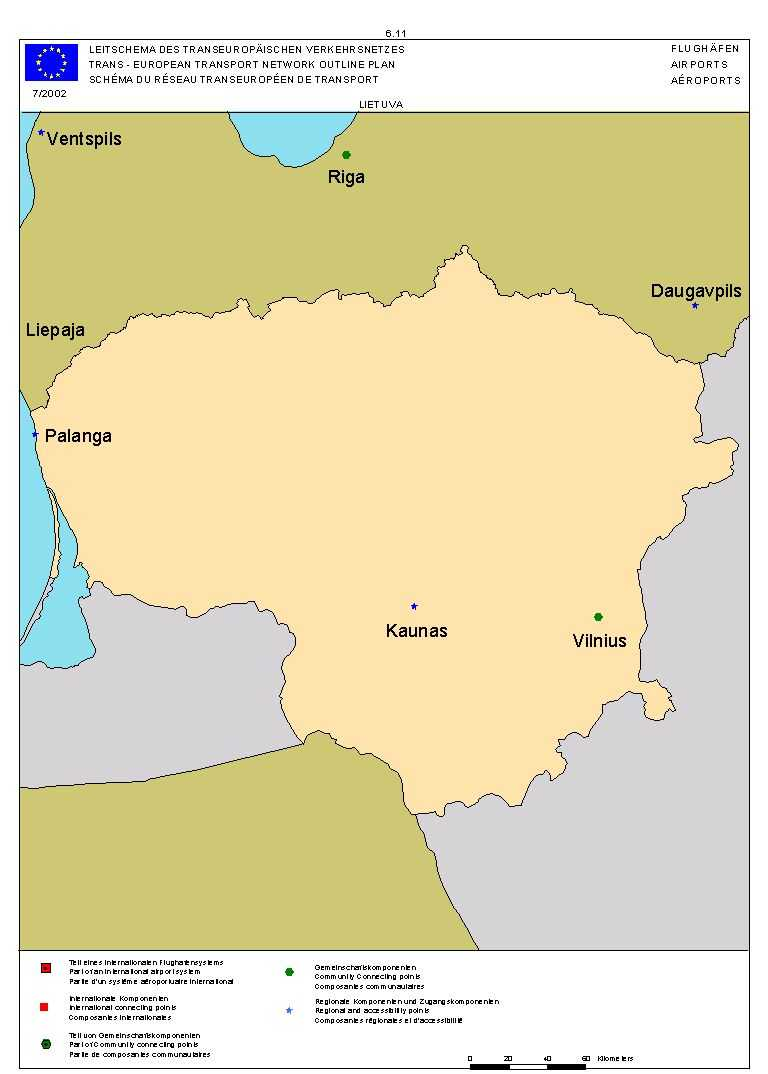 6.11
LEITSCHEMA DES TRANSEUROPÄISCHEN VERKEHRSNETZES
TRANS - EUROPEAN TRANSPORT NETWORK OUTLINE PLAN
SCHÉMA DU RÉSEAU TRANSEUROPÉEN DE TRANSPORT
FLUGHÄFEN
AIRPORTS
AÉROPORTS
7/2002
LIETUVA
Ventspils
Riga
Daugavpils
Liepaja
Palanga
Kaunas
Vilnius
Teil eines Internationalen Flughafensystems
Part of an International airport system
Partie d'un système aéroportuaire international
Internationale Komponenten
International connecting points
Composantes Internationales
Teil von Gemeinschaftskomponenten
Part of Community connecting points
Partie de composantes communautaires
Gemeinschaftskomponenten
Community Connecting points
Composantes communautaires
Regionale Komponenten und Zugangskomponenten
Regional and accessibility points
Composantes régionales et d'accessibilité
0 20 40 60 Kilometers